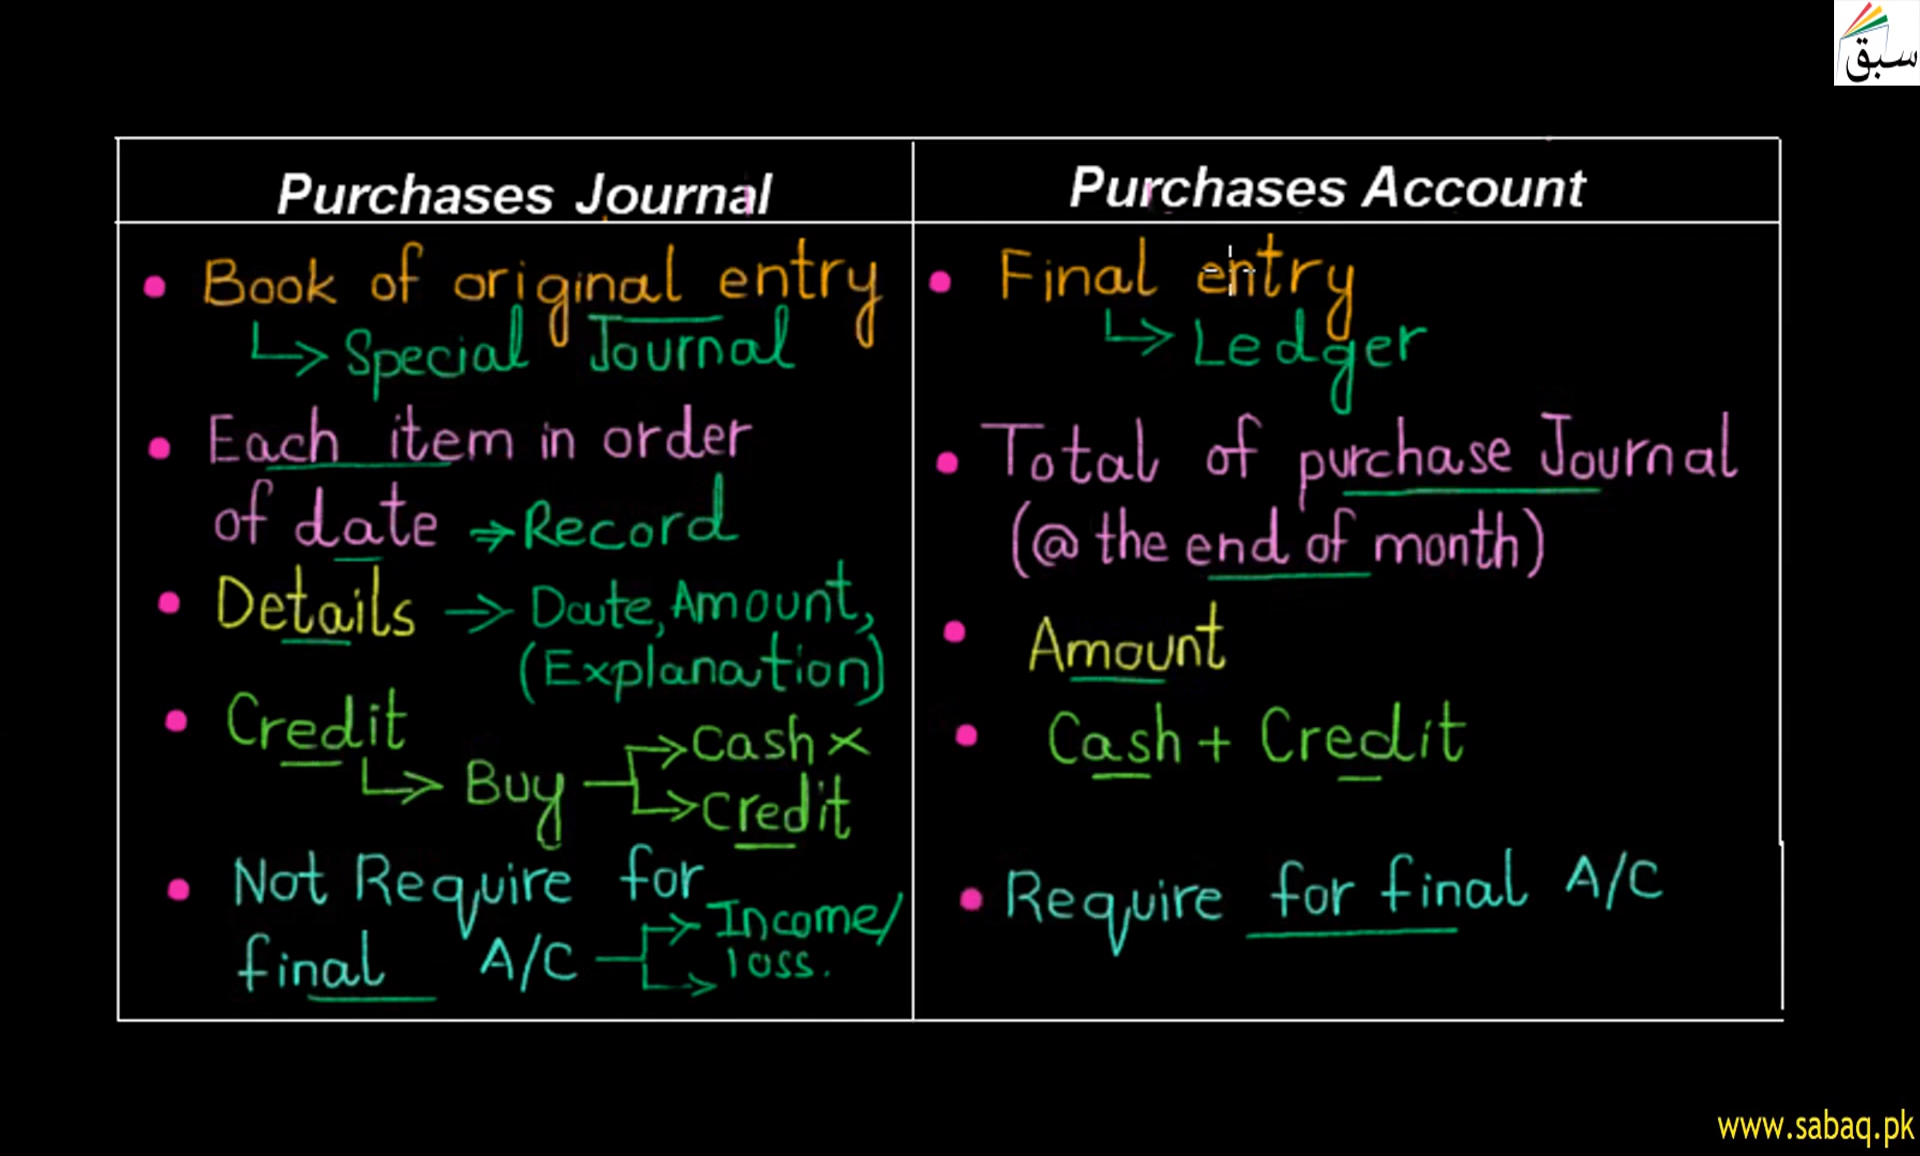 سبق
Purchases Journal
Book of original entry
↳ Special Journal
Each item in order
of date ⇒ Record
Details → Date, Amount,
(Explanation)
Credit
↳ Buy → Cash ×
→ Credit
Not Require for
final A/C → Income/
→ loss.
Purchases Account
Final entry
↳ Ledger
Total of purchase Journal
(@ the end of month)
Amount
Cash + Credit
Require for final A/C
www.sabaq.pk